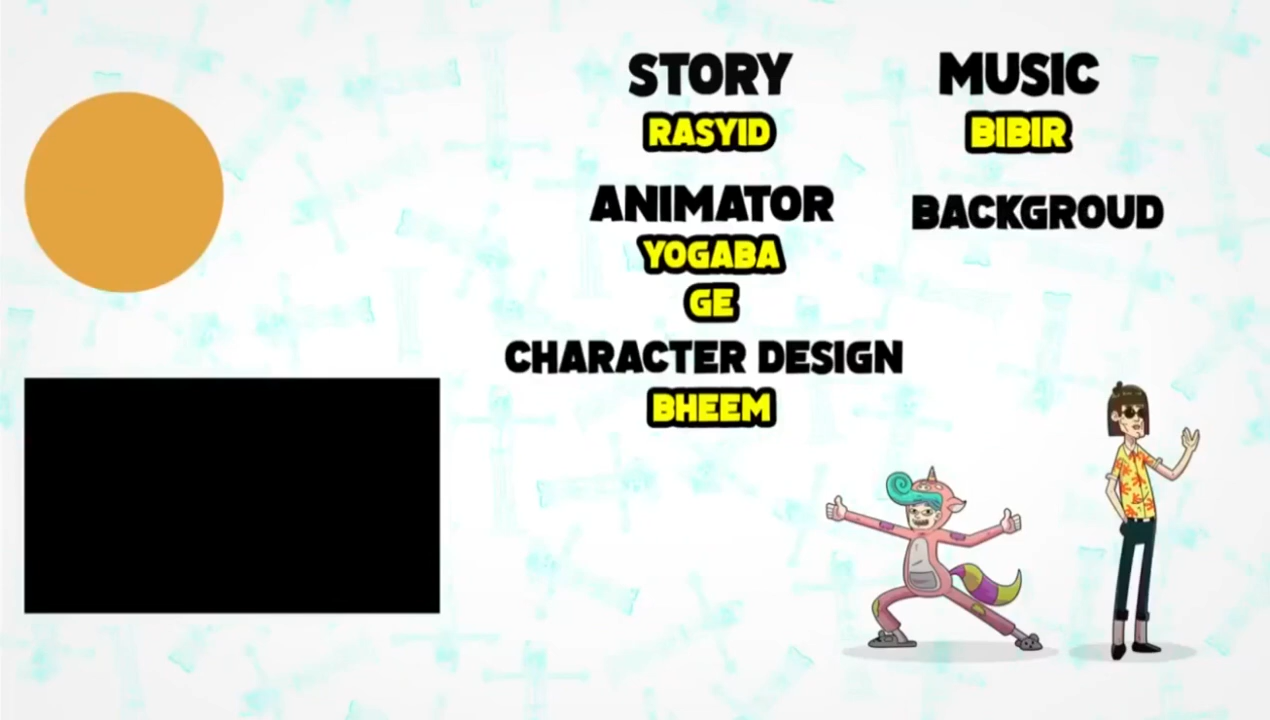 STORY
RASYID
ANIMATOR
YOGABA
GE
CHARACTER DESIGN
BHEEM
MUSIC
BIBIR
BACKGROUD